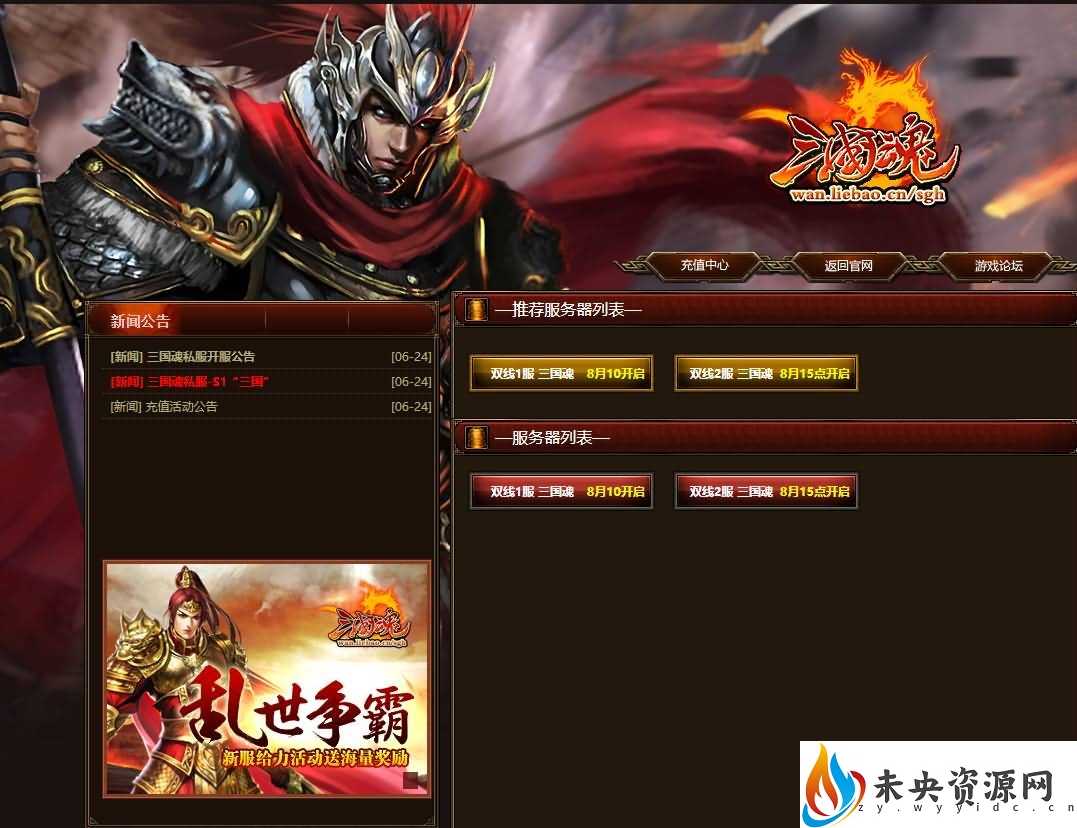 三国魂
wan.liebao.cn/sgh
充值中心
返回官网
游戏论坛
新闻公告
[新闻] 三国魂私服开服公告 [06-24]
[新闻] 三国魂私服-S1“三国” [06-24]
[新闻] 充值活动公告 [06-24]
—推荐服务器列表—
双线1服 三国魂 8月10开启
双线2服 三国魂 8月15点开启
—服务器列表—
双线1服 三国魂 8月10开启
双线2服 三国魂 8月15点开启
三国魂
wan.liebao.cn/sgh
乱世争霸
新服给力活动送海量奖励
未央资源网
zy.wyyidc.cn